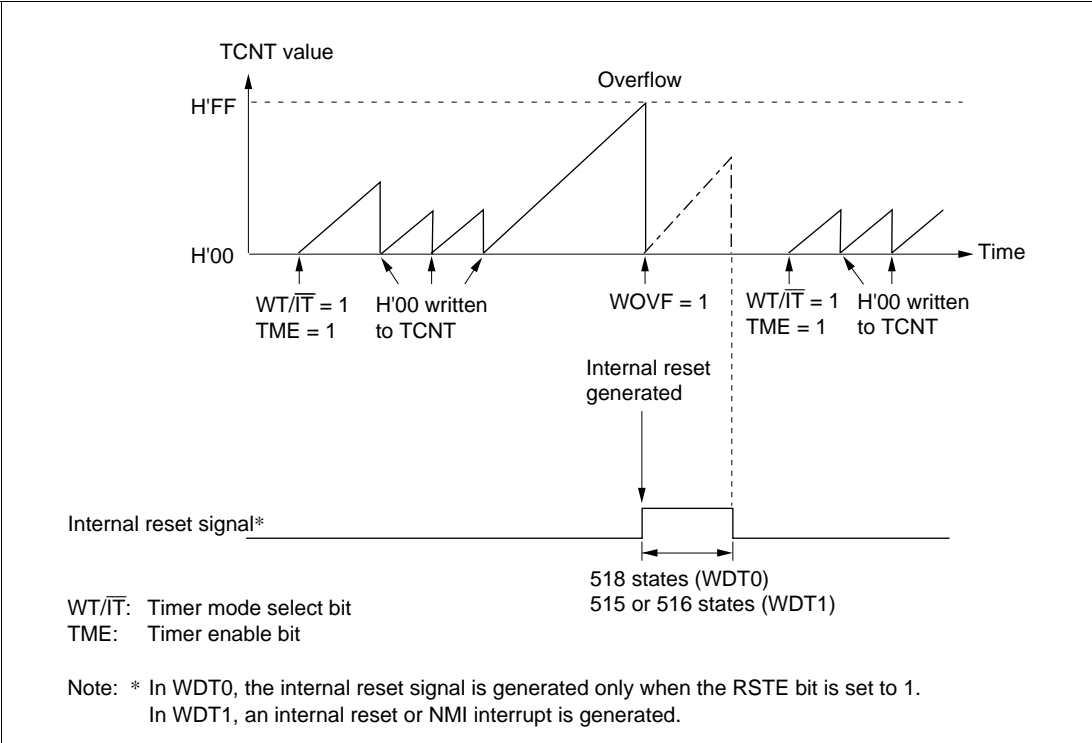 TCNT value
Overflow
H'FF
H'00
Time
WT/IT = 1
TME = 1
H'00 written
to TCNT
WOVF = 1
WT/IT = 1
TME = 1
H'00 written
to TCNT
Internal reset
generated
Internal reset signal*
518 states (WDT0)
515 or 516 states (WDT1)
WT/IT: Timer mode select bit
TME: Timer enable bit
Note: * In WDT0, the internal reset signal is generated only when the RSTE bit is set to 1.
In WDT1, an internal reset or NMI interrupt is generated.